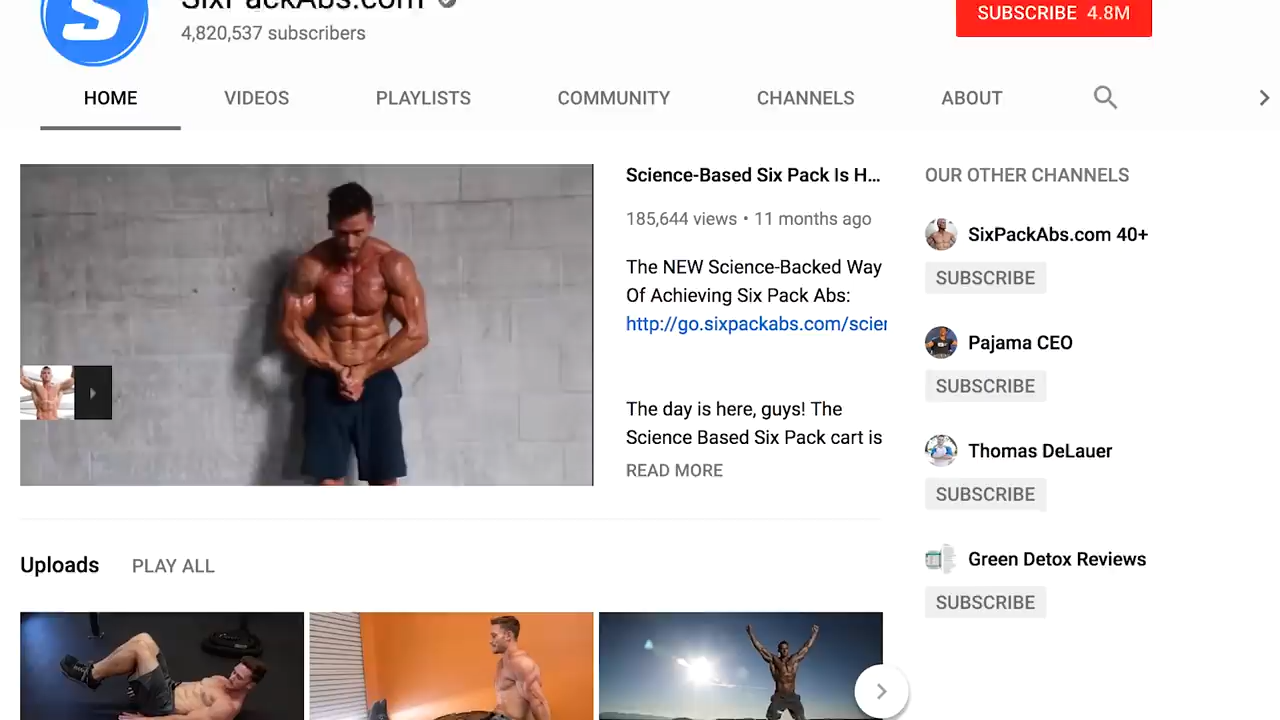 SixPackAbs.com
4,820,537 subscribers
SUBSCRIBE 4.8M
HOME
VIDEOS
PLAYLISTS
COMMUNITY
CHANNELS
ABOUT
Science-Based Six Pack Is H...
185,644 views • 11 months ago
The NEW Science-Backed Way
Of Achieving Six Pack Abs:
http://go.sixpackabs.com/scier
The day is here, guys! The
Science Based Six Pack cart is
READ MORE
OUR OTHER CHANNELS
SixPackAbs.com 40+
SUBSCRIBE
Pajama CEO
SUBSCRIBE
Thomas DeLauer
SUBSCRIBE
Green Detox Reviews
SUBSCRIBE
Uploads PLAY ALL